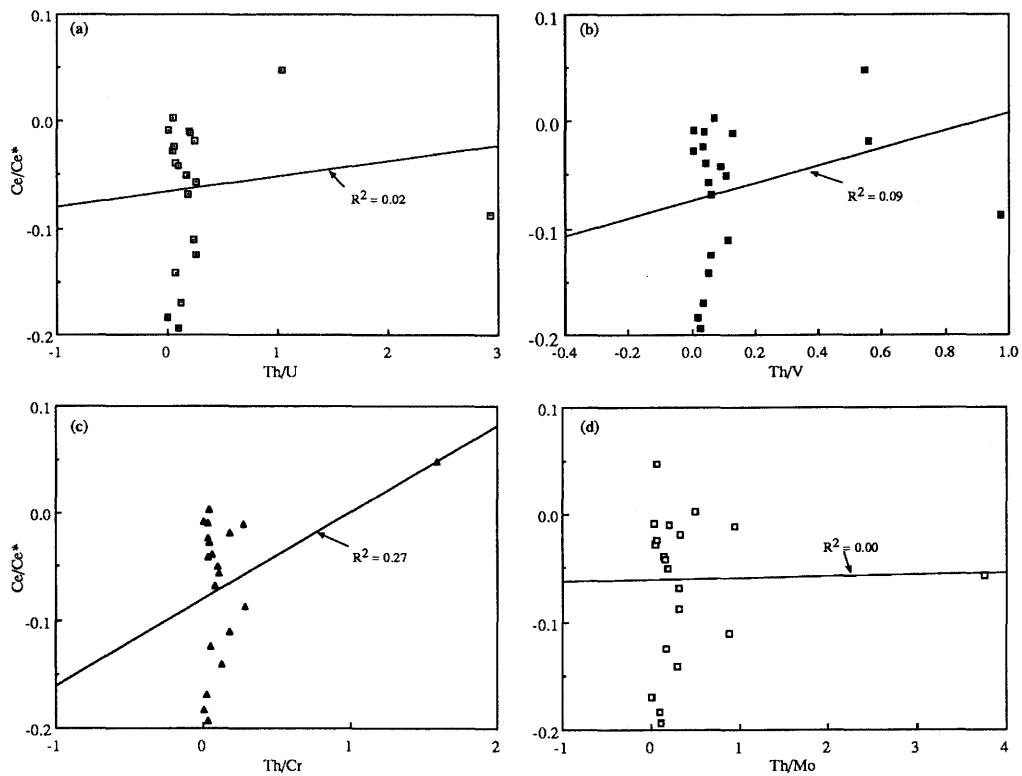 0.1
(a)
0.0
Ce/Ce*
-0.1
-0.2
R² = 0.02
-1
0
1
2
3
Th/U
0.1
(b)
0.0
-0.1
-0.2
R² = 0.09
-0.4
-0.2
0.0
0.2
0.4
0.6
0.8
1.0
Th/V
0.1
(c)
0.0
Ce/Ce*
-0.1
-0.2
R² = 0.27
-1
0
1
2
Th/Cr
0.1
(d)
0.0
-0.1
-0.2
R² = 0.00
-1
0
1
2
3
4
Th/Mo